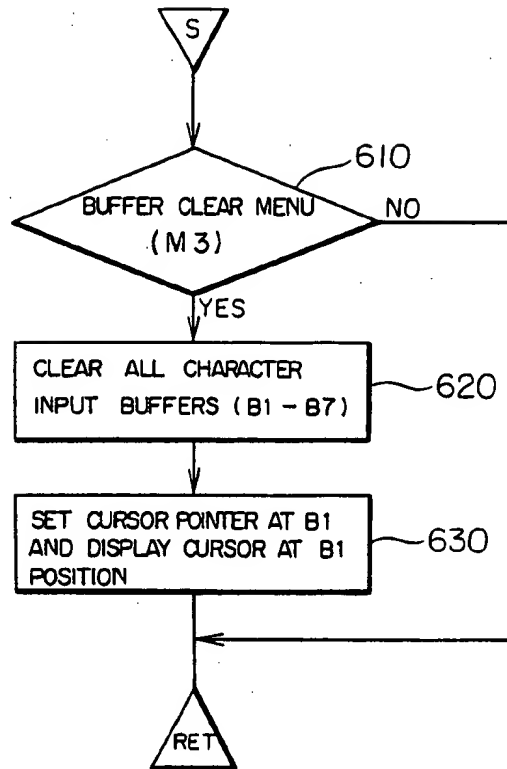 S
610
BUFFER CLEAR MENU
(M3)
NO
YES
CLEAR ALL CHARACTER
INPUT BUFFERS (B1-B7)
620
SET CURSOR POINTER AT B1
AND DISPLAY CURSOR AT B1
POSITION
630
RET